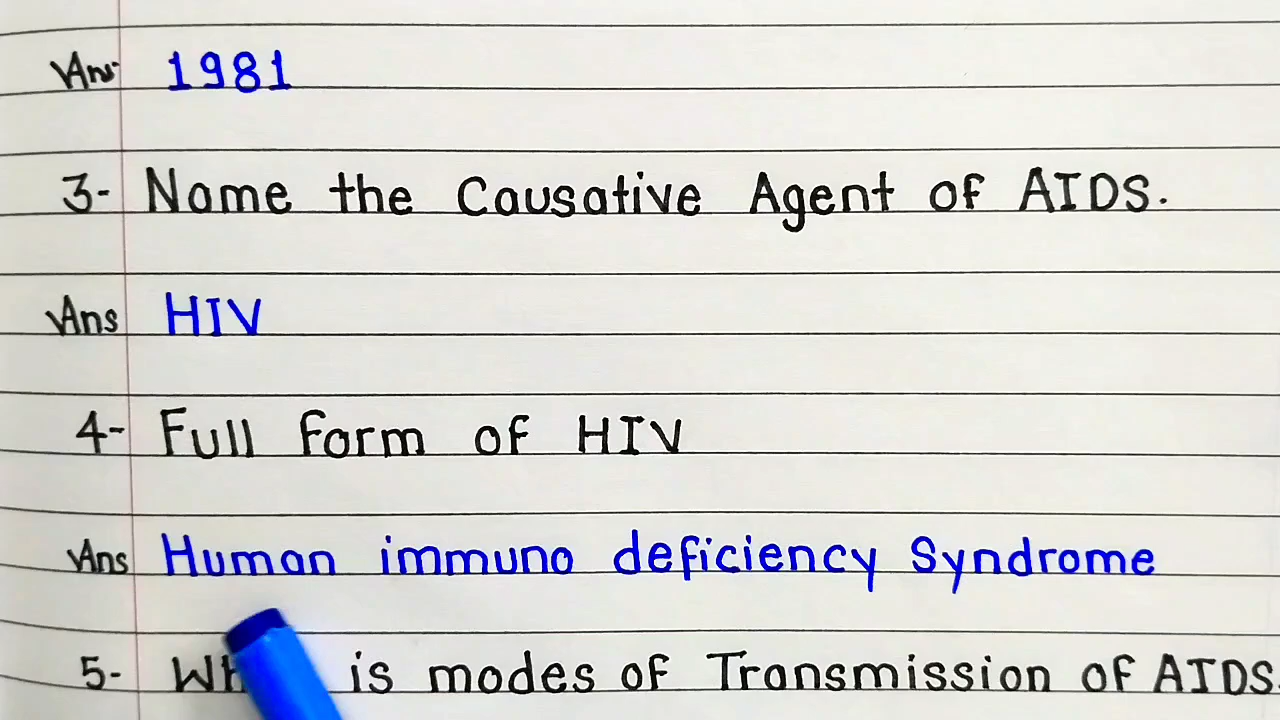 Ans 1981
3- Name the Causative Agent of AIDS.
Ans HIV
4- Full form of HIV
Ans Human immuno deficiency Syndrome
5- is modes of Transmission of AIDS.